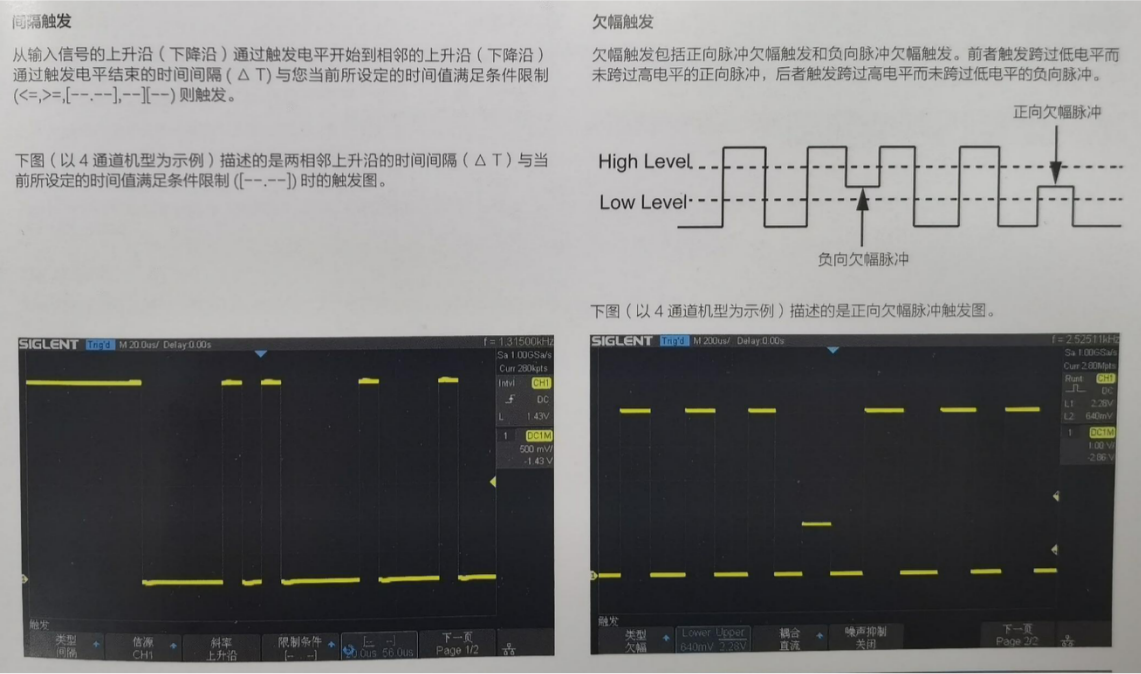 间隔触发
从输入信号的上升沿（下降沿）通过触发电平开始到相邻的上升沿（下降沿）
通过触发电平结束的时间间隔（△T)与您当前所设定的时间值满足条件限制
(<=,>=,[--.--],--][--) 则触发。
下图（以 4 通道机型为示例）描述的是两相邻上升沿的时间间隔（△T）与当
前所设定的时间值满足条件限制 ([--.--]) 时的触发图。
SIGLENT Trig'd M 20.0us/ Delay:0.00s
f = 1.31500kHz
Sa 1.00GSa/s
Curr 280kpts
Intvl CH1
DC
L 1.43V
1 DC1M
500 mV/
-1.43 V
触发
类型 信源 斜率 限制条件 [-- --] 下一页
间隔 CH1 上升沿 [-- --] 56.0us Page 1/2
欠幅触发
欠幅触发包括正向脉冲欠幅触发和负向脉冲欠幅触发。前者触发跨过低电平而
未跨过高电平的正向脉冲，后者触发跨过高电平而未跨过低电平的负向脉冲。
正向欠幅脉冲
High Level
Low Level
负向欠幅脉冲
下图（以 4 通道机型为示例）描述的是正向欠幅脉冲触发图。
SIGLENT Trig'd M 200us/ Delay:0.00s
f = 2.52511kHz
Sa 1.00GSa/s
Curr 2.80Mpts
Runt CH1
DC
L1 2.28V
L2 640mV
1 DC1M
1.00 V/
-2.06 V
触发
类型 Lower Upper 耦合 噪声抑制 下一页
欠幅 640mV 2.28V 直流 关闭 Page 2/2